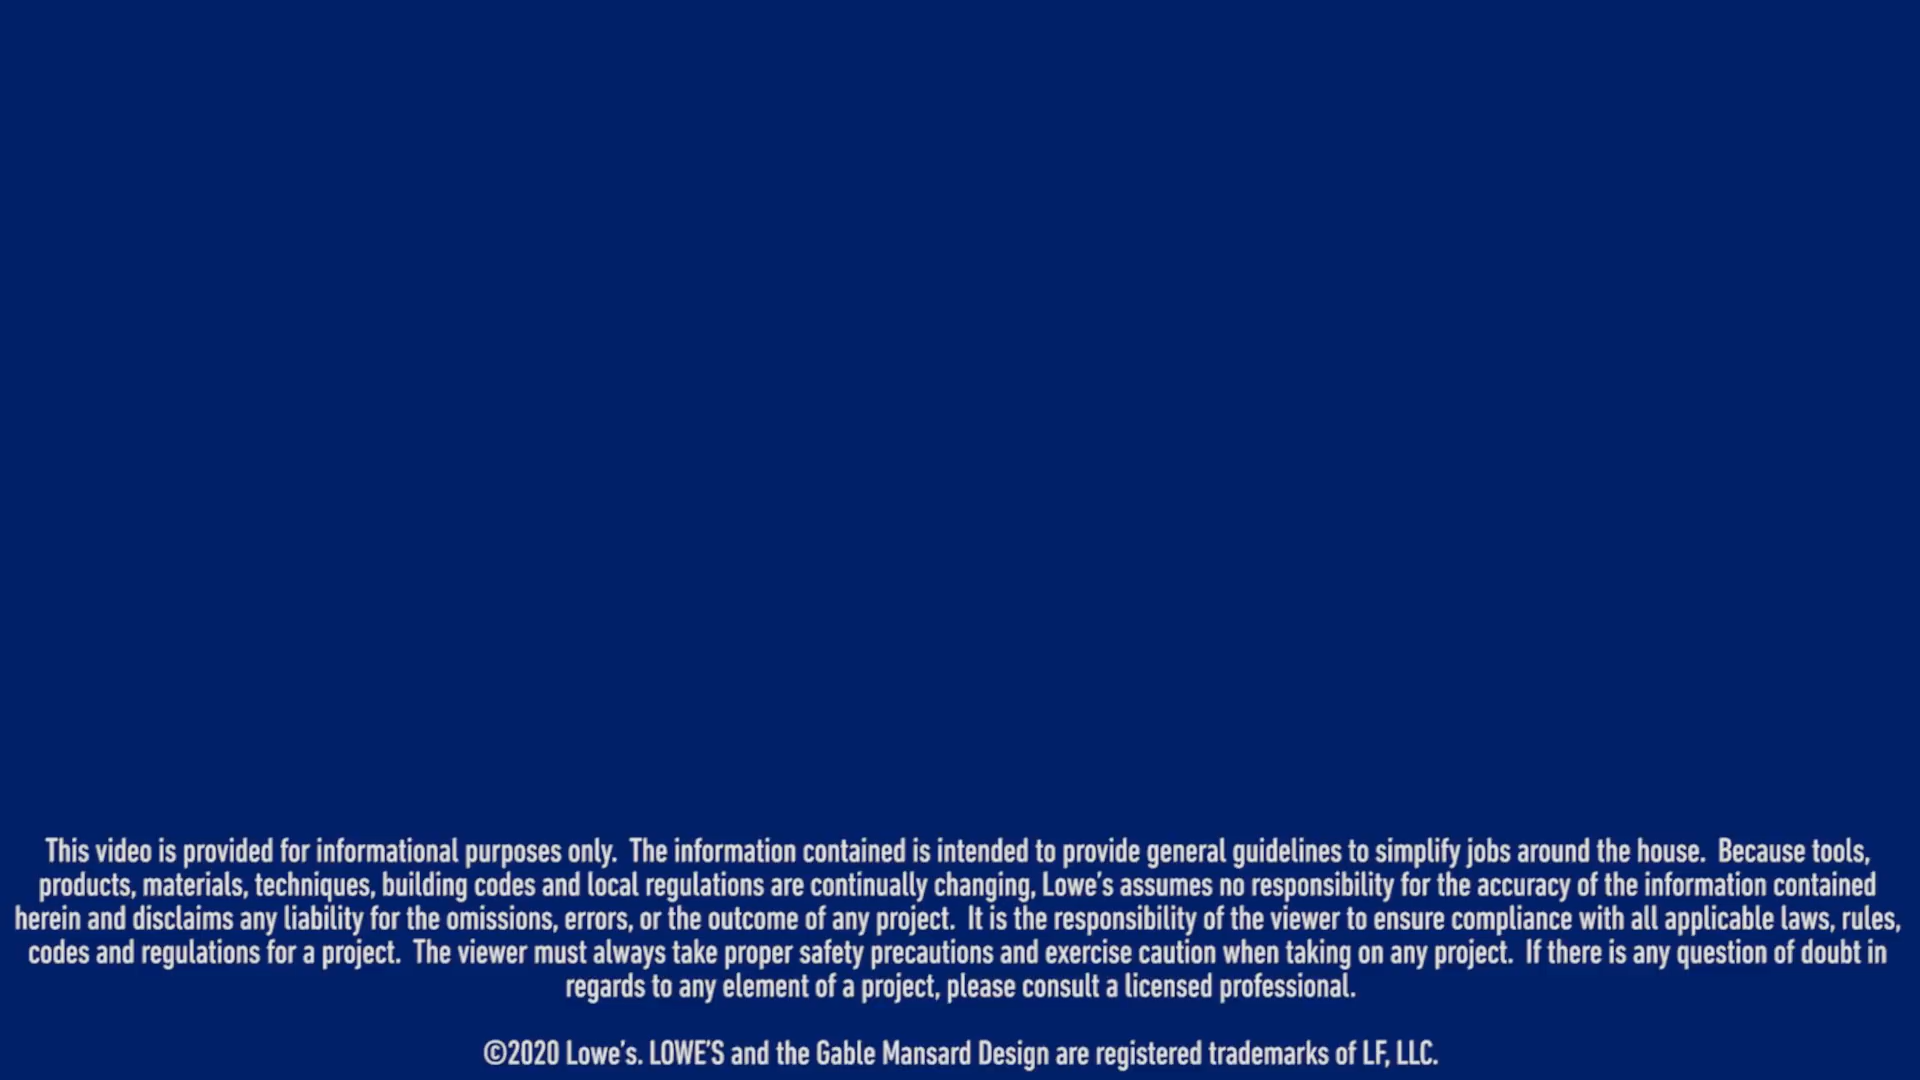 This video is provided for informational purposes only.  The information contained is intended to provide general guidelines to simplify jobs around the house.  Because tools,
products, materials, techniques, building codes and local regulations are continually changing, Lowe's assumes no responsibility for the accuracy of the information contained
herein and disclaims any liability for the omissions, errors, or the outcome of any project.  It is the responsibility of the viewer to ensure compliance with all applicable laws, rules,
codes and regulations for a project.  The viewer must always take proper safety precautions and exercise caution when taking on any project.  If there is any question of doubt in
regards to any element of a project, please consult a licensed professional.
©2020 Lowe's. LOWE'S and the Gable Mansard Design are registered trademarks of LF, LLC.